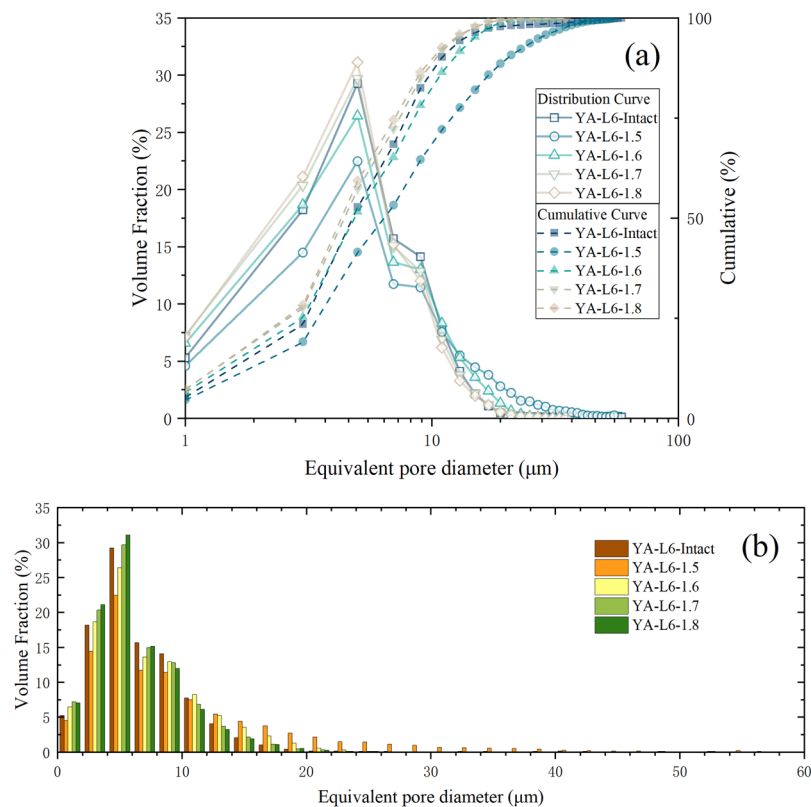 35
30
25
20
15
10
5
0
Volume Fraction (%)
(a)
Distribution Curve
YA-L6-Intact
YA-L6-1.5
YA-L6-1.6
YA-L6-1.7
YA-L6-1.8
Cumulative Curve
YA-L6-Intact
YA-L6-1.5
YA-L6-1.6
YA-L6-1.7
YA-L6-1.8
100
50
0
Cumulative (%)
1
10
100
Equivalent pore diameter (μm)
35
30
25
20
15
10
5
0
Volume Fraction (%)
YA-L6-Intact
YA-L6-1.5
YA-L6-1.6
YA-L6-1.7
YA-L6-1.8
(b)
0
10
20
30
40
50
60
Equivalent pore diameter (μm)